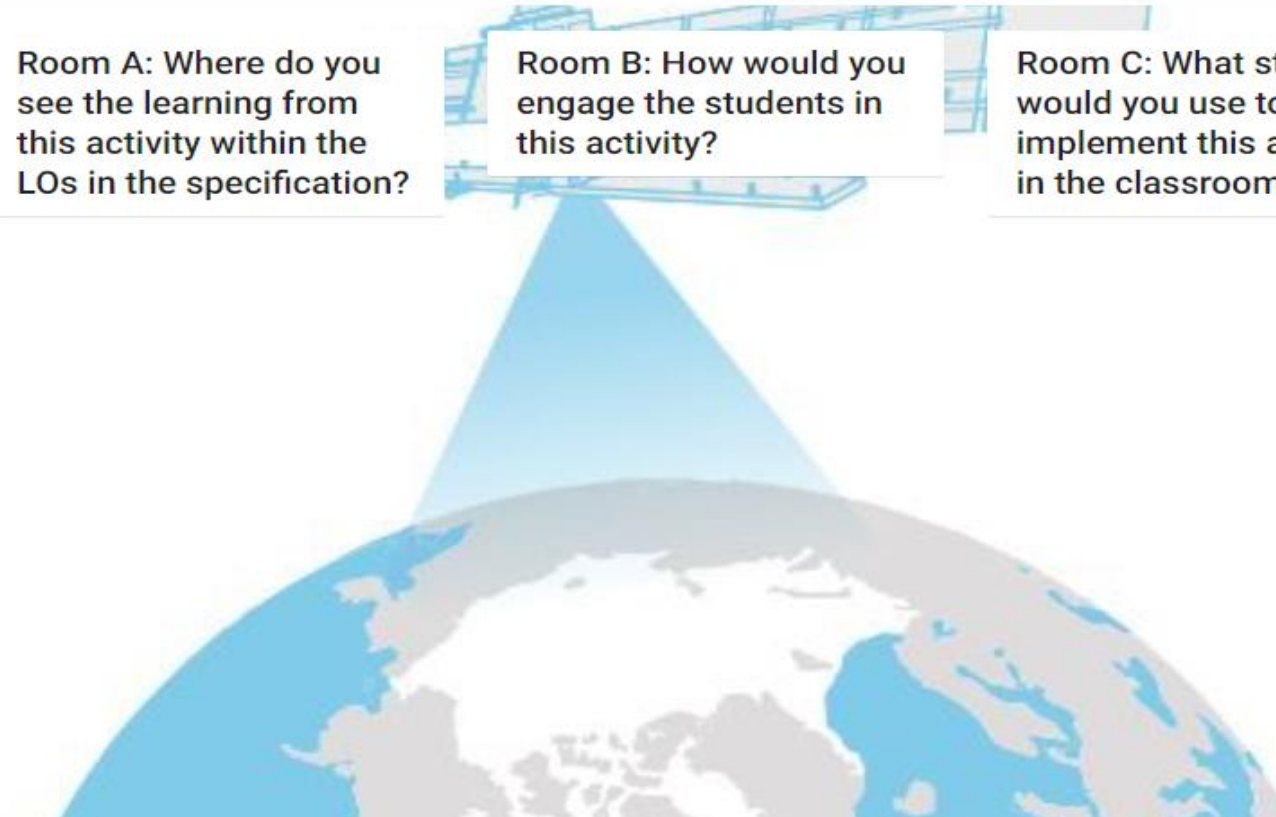 Room A: Where do you
see the learning from
this activity within the
LOs in the specification?
Room B: How would you
engage the students in
this activity?
Room C: What
would you use
implement this
in the classroom